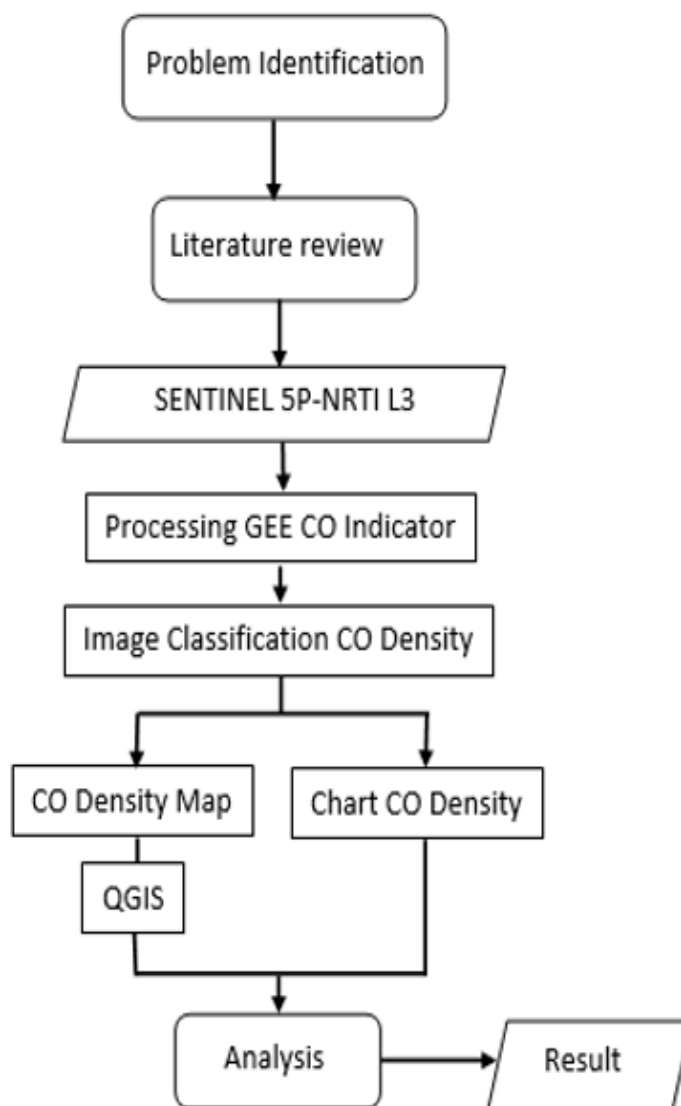 Problem Identification
Literature review
SENTINEL 5P-NRTI L3
Processing GEE CO Indicator
Image Classification CO Density
CO Density Map
Chart CO Density
QGIS
Analysis
Result